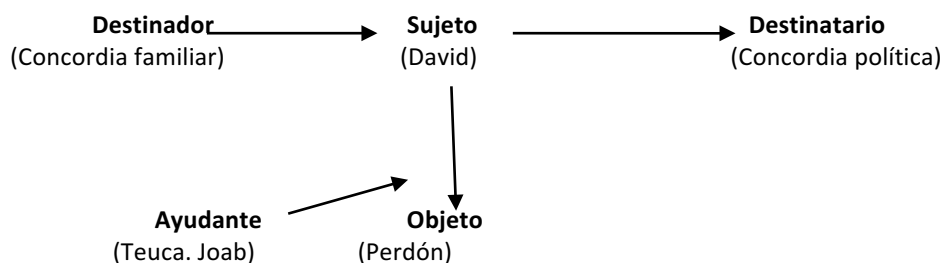 Destinador Sujeto Destinatario
(Concordia familiar) (David) (Concordia política)
Ayudante Objeto
(Teuca. Joab) (Perdón)